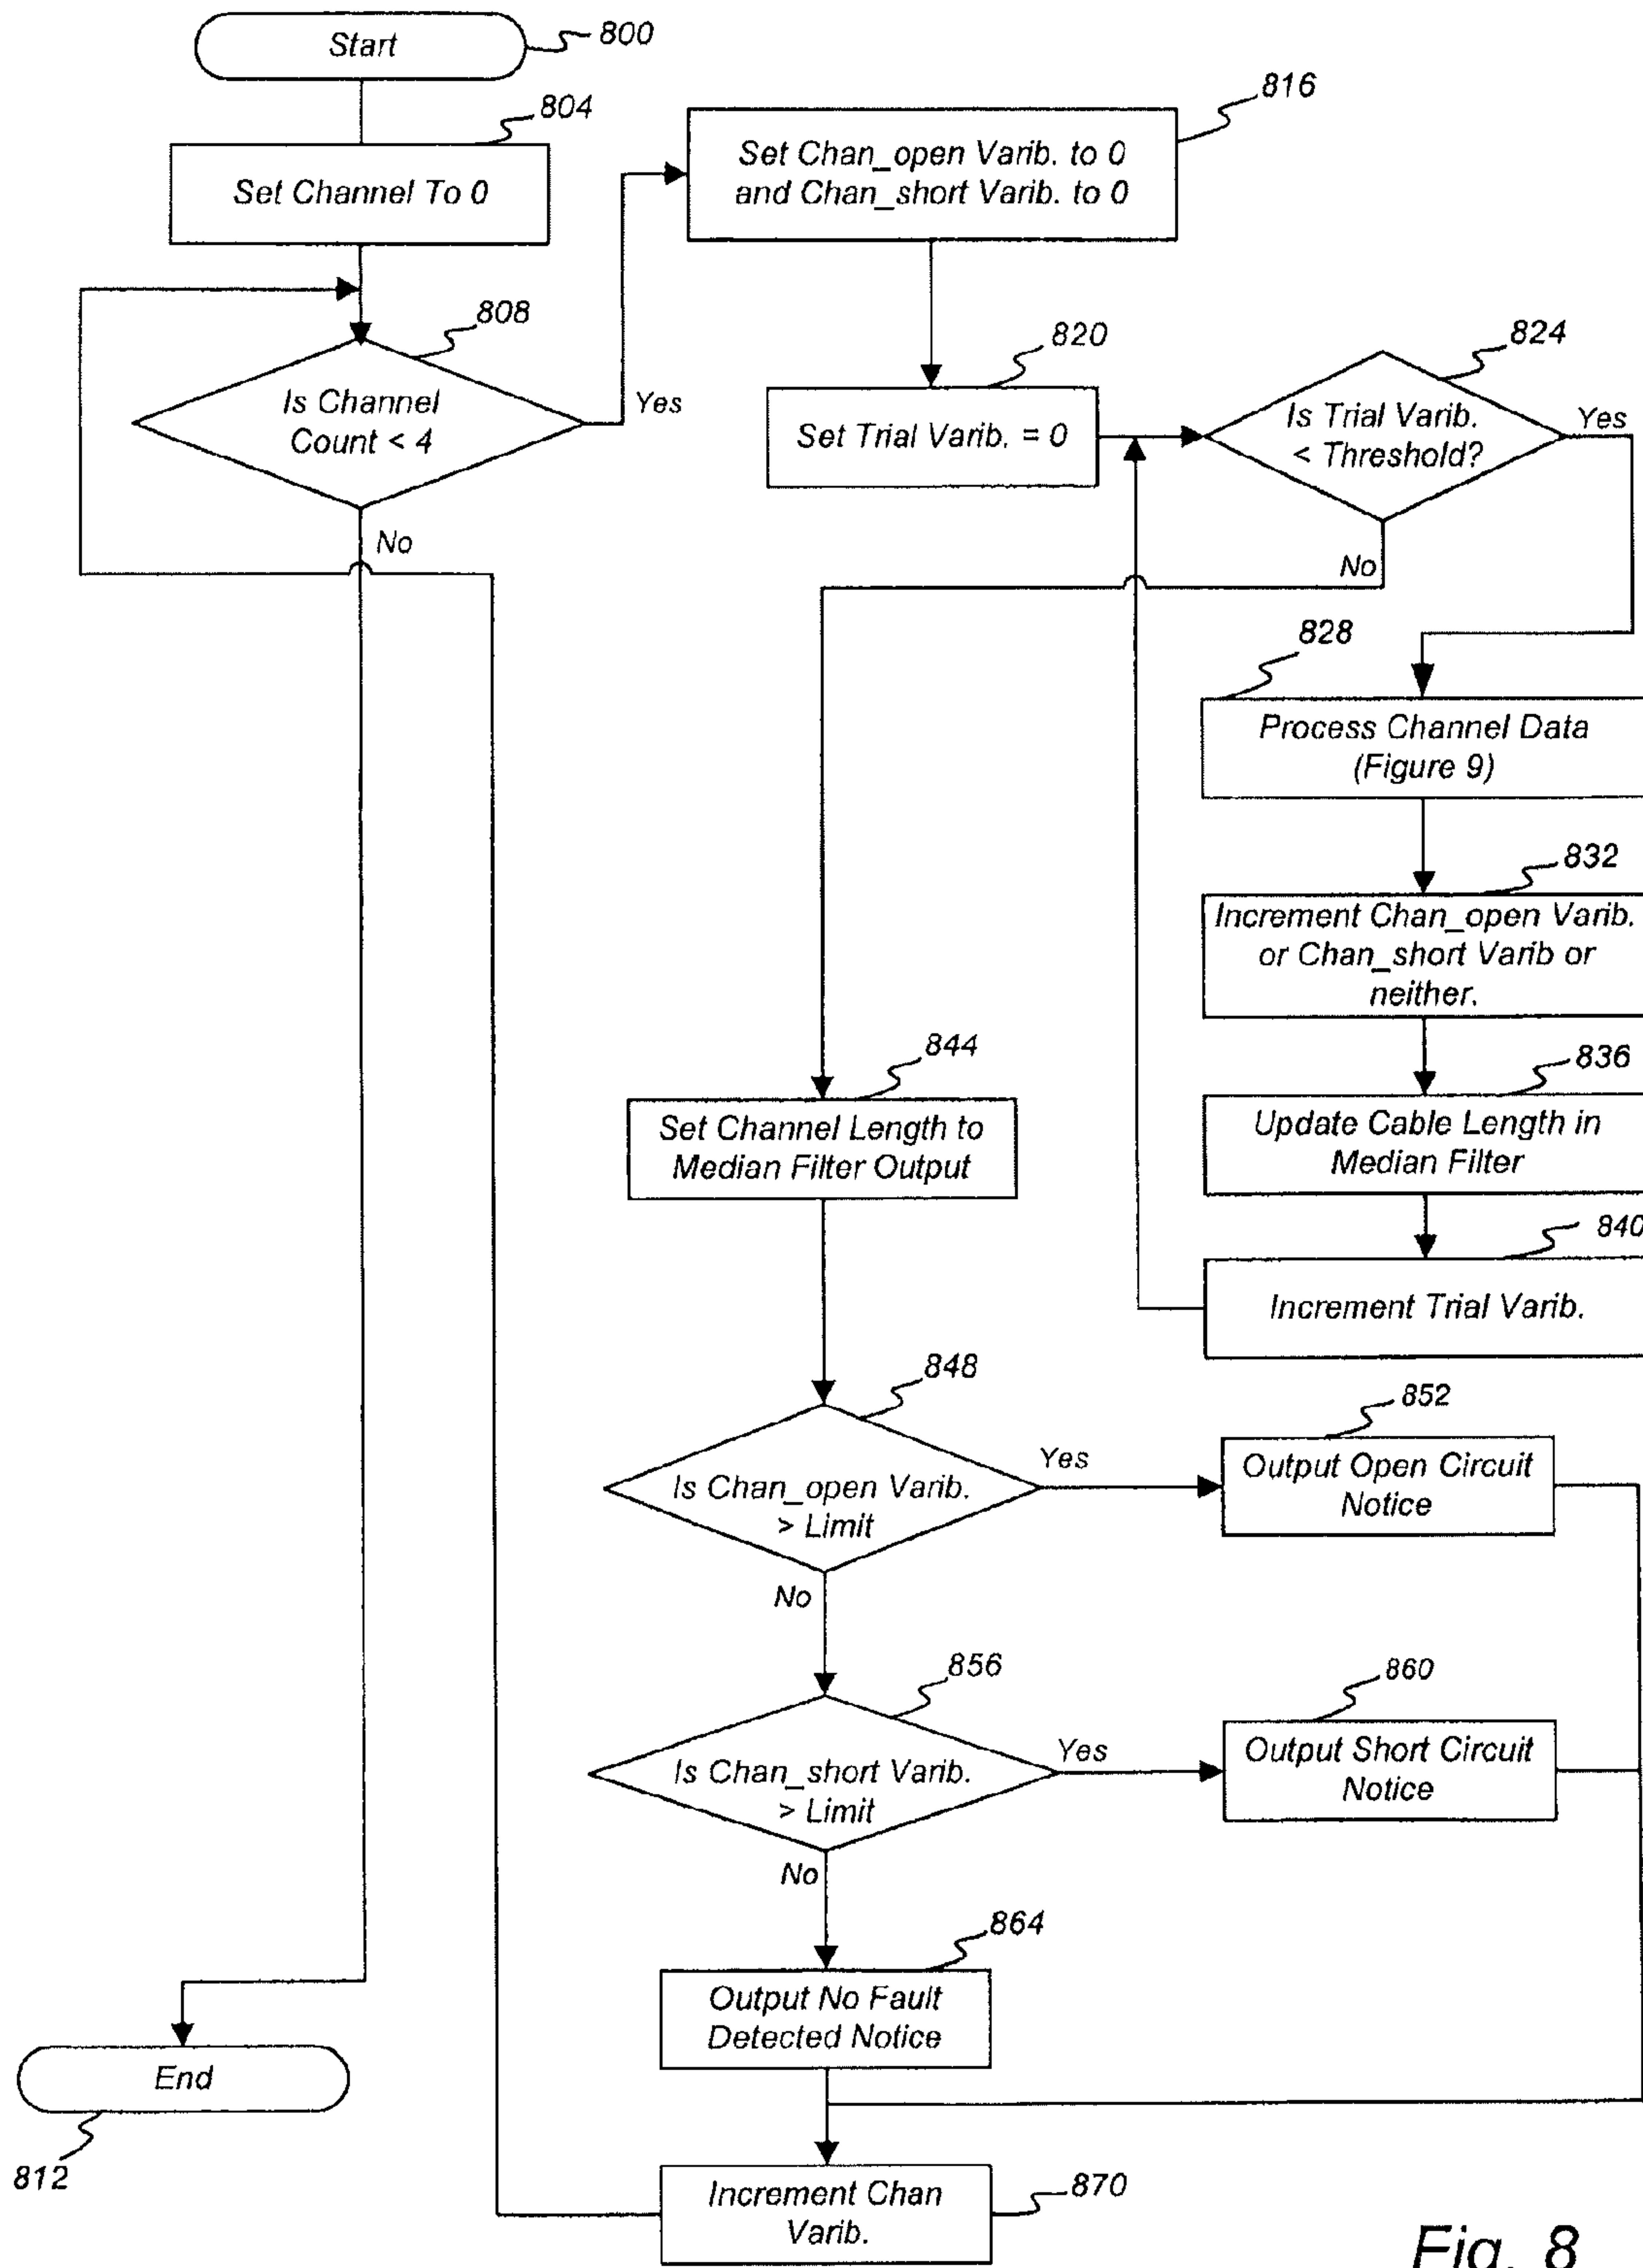 Start
800
804
Set Channel To 0
816
Set Chan_open Varib. to 0
and Chan_short Varib. to 0
808
Is Channel
Count < 4
Yes
No
820
Set Trial Varib. = 0
824
Is Trial Varib.
< Threshold?
Yes
No
828
Process Channel Data
(Figure 9)
832
Increment Chan_open Varib.
or Chan_short Varib or
neither.
836
Update Cable Length in
Median Filter
840
Increment Trial Varib.
844
Set Channel Length to
Median Filter Output
848
Is Chan_open Varib.
> Limit
Yes
No
852
Output Open Circuit
Notice
856
Is Chan_short Varib.
> Limit
Yes
No
860
Output Short Circuit
Notice
864
Output No Fault
Detected Notice
End
812
Increment Chan
Varib.
870
Fig. 8